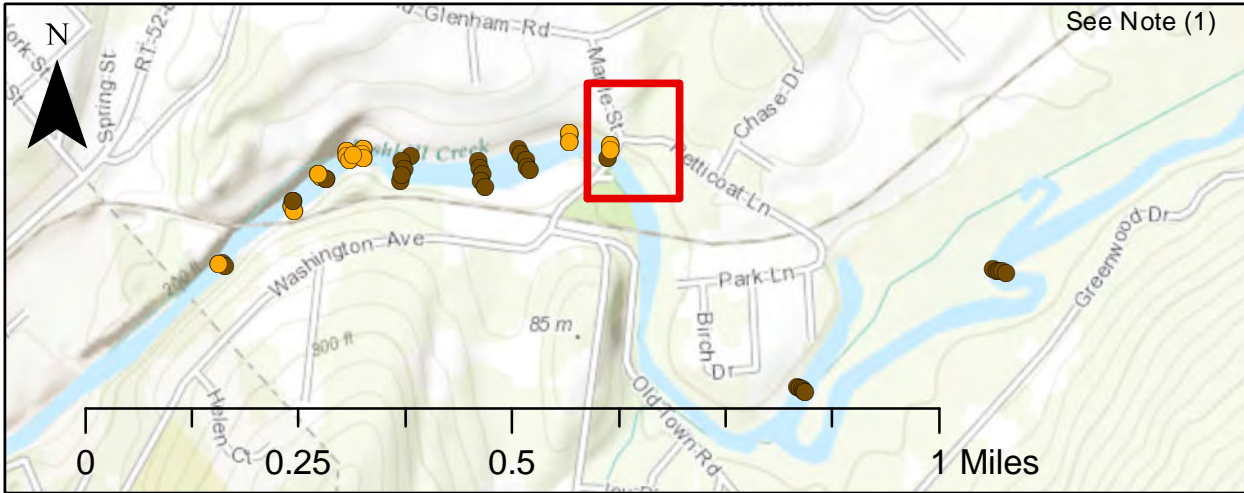 See Note (1)
Glenham Rd
N
York St
St
Spring St
RT-52
Maple St
Chase Dr
Creek
Petticoat Ln
Washington Ave
Greenwood Dr
200 ft
Park Ln
85 m
300 ft
Birch Dr
Old Town Rd
Helen Ct
0
0.25
0.5
1 Miles